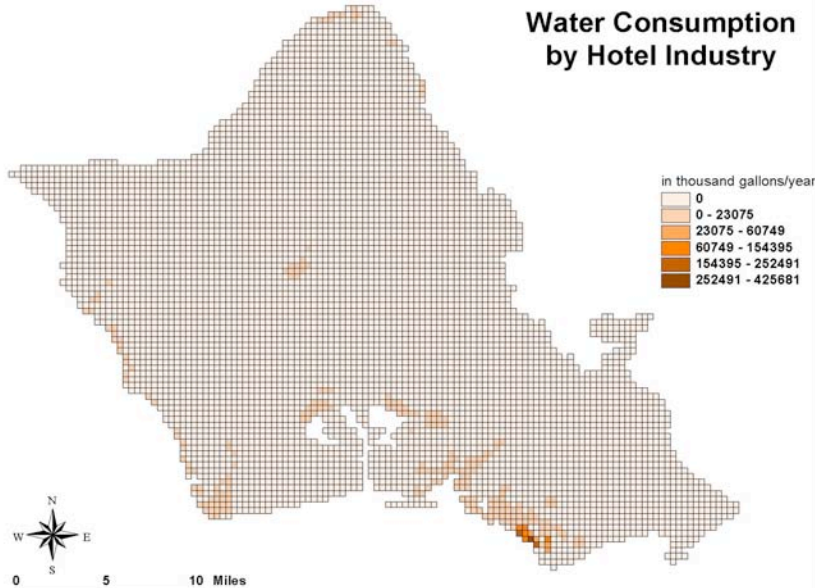 Water Consumption
by Hotel Industry
in thousand gallons/year
0
0 - 23075
23075 - 60749
60749 - 154395
154395 - 252491
252491 - 425681
N
W E
S
0 5 10 Miles